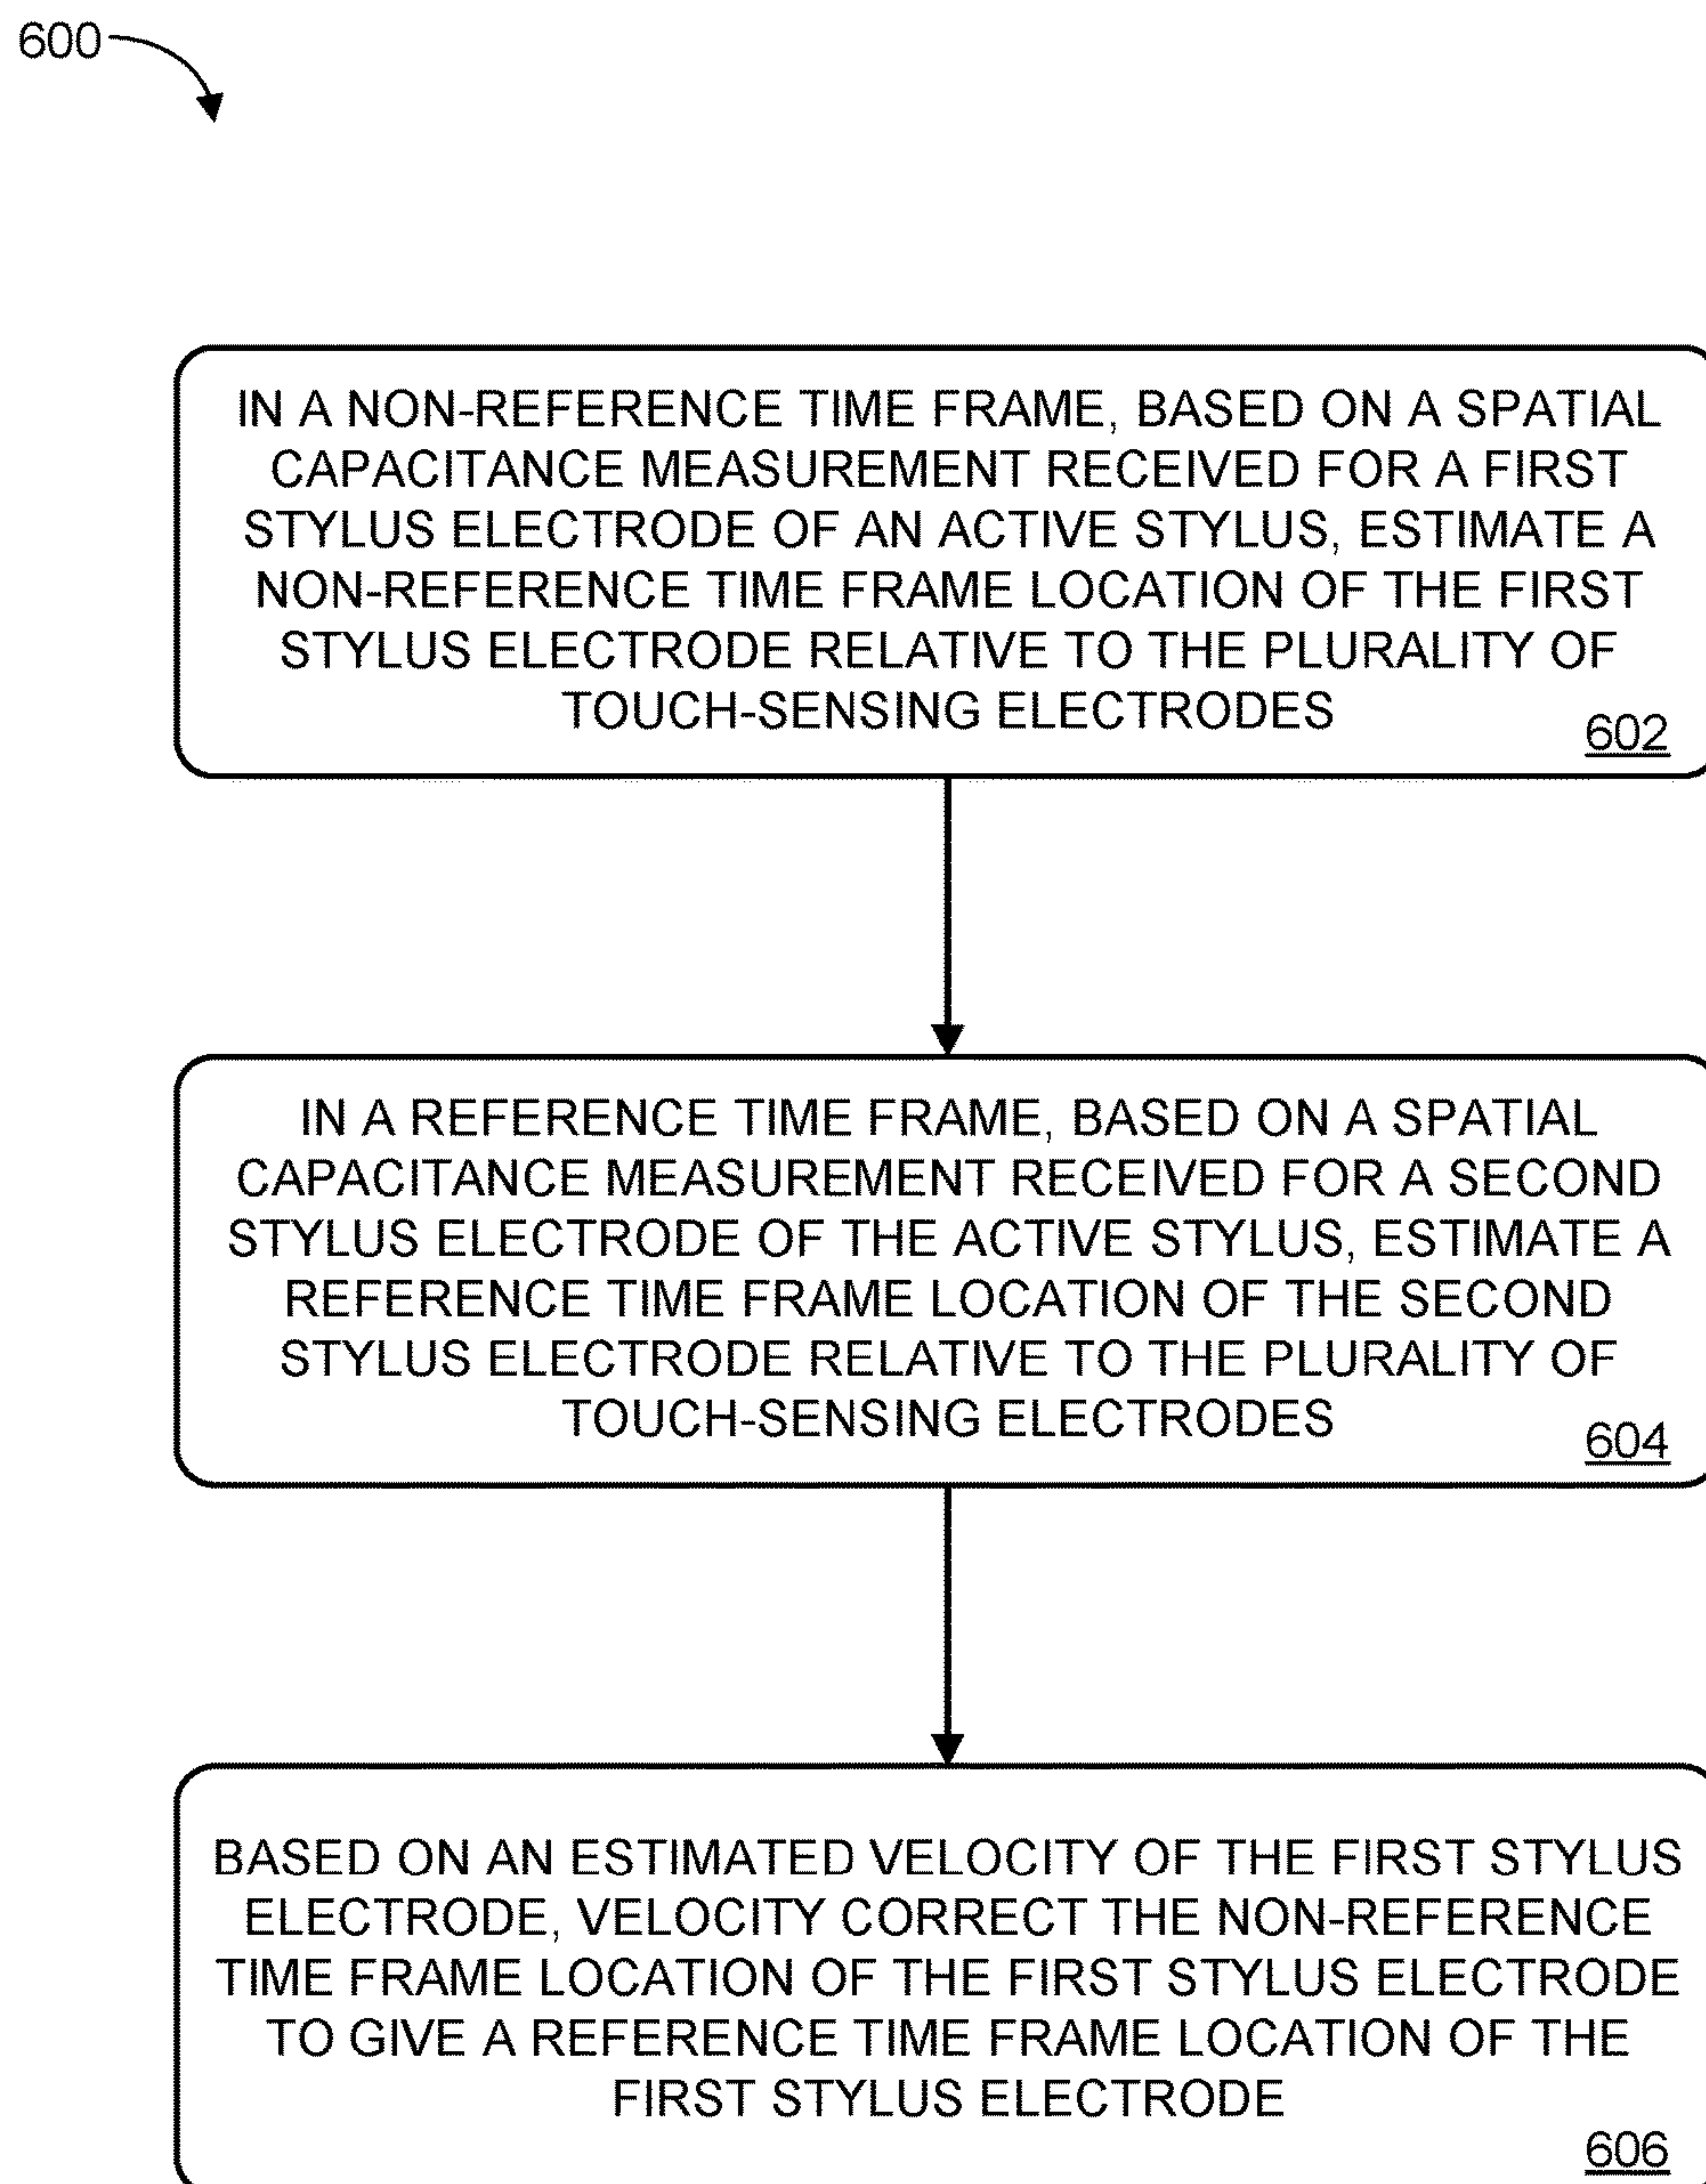 600
IN A NON-REFERENCE TIME FRAME, BASED ON A SPATIAL
CAPACITANCE MEASUREMENT RECEIVED FOR A FIRST
STYLUS ELECTRODE OF AN ACTIVE STYLUS, ESTIMATE A
NON-REFERENCE TIME FRAME LOCATION OF THE FIRST
STYLUS ELECTRODE RELATIVE TO THE PLURALITY OF
TOUCH-SENSING ELECTRODES
602
IN A REFERENCE TIME FRAME, BASED ON A SPATIAL
CAPACITANCE MEASUREMENT RECEIVED FOR A SECOND
STYLUS ELECTRODE OF THE ACTIVE STYLUS, ESTIMATE A
REFERENCE TIME FRAME LOCATION OF THE SECOND
STYLUS ELECTRODE RELATIVE TO THE PLURALITY OF
TOUCH-SENSING ELECTRODES
604
BASED ON AN ESTIMATED VELOCITY OF THE FIRST STYLUS
ELECTRODE, VELOCITY CORRECT THE NON-REFERENCE
TIME FRAME LOCATION OF THE FIRST STYLUS ELECTRODE
TO GIVE A REFERENCE TIME FRAME LOCATION OF THE
FIRST STYLUS ELECTRODE
606